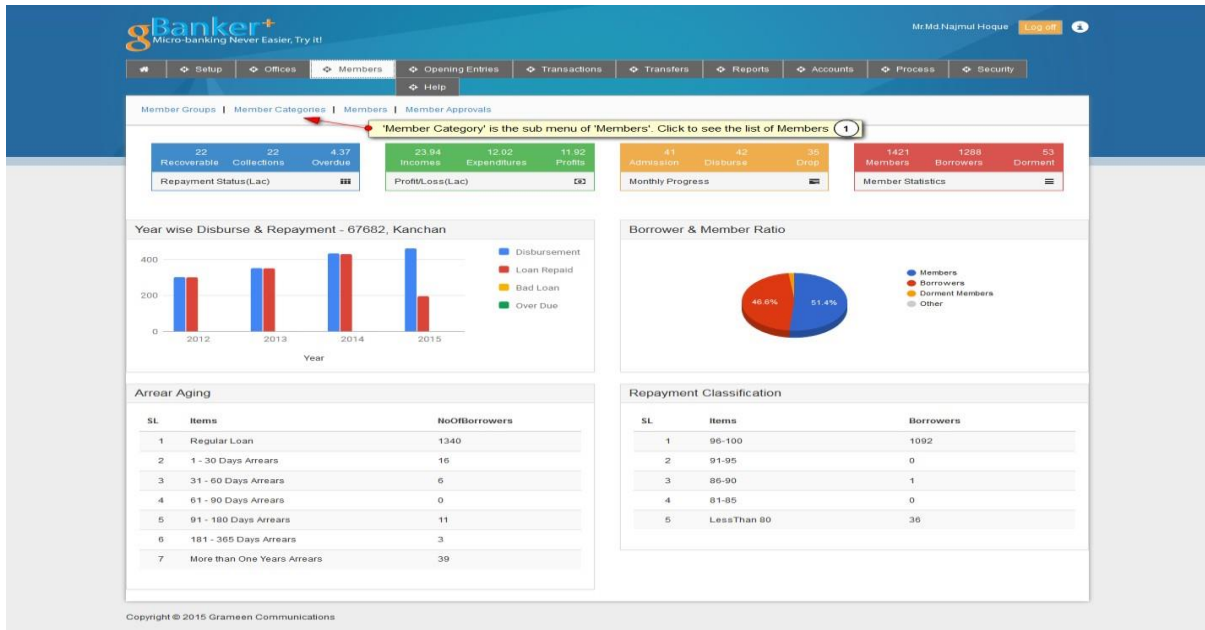 gBanker+
Micro-banking Never Easier, Try it!
Mr.Md.Najmul Hoque Log off i
Setup Offices Members Opening Entries Transactions Transfers Reports Accounts Process Security
Help
Member Groups | Member Categories | Members | Member Approvals
'Member Category' is the sub menu of 'Members'. Click to see the list of Members 1
22 22 4.37
Recoverable Collections Overdue
Repayment Status(Lac)
23.94 12.02 11.92
Incomes Expenditures Profits
Profit/Loss(Lac)
41 42 35
Admission Disburse Drop
Monthly Progress
1421 1288 53
Members Borrowers Dorment
Member Statistics
Year wise Disburse & Repayment - 67682, Kanchan
400
200
0
2012 2013 2014 2015
Year
Disbursement
Loan Repaid
Bad Loan
Over Due
Borrower & Member Ratio
46.6% 51.4%
Members
Borrowers
Dorment Members
Other
Arrear Aging
SL Items NoOfBorrowers
1 Regular Loan 1340
2 1 - 30 Days Arrears 16
3 31 - 60 Days Arrears 6
4 61 - 90 Days Arrears 0
5 91 - 180 Days Arrears 11
6 181 - 365 Days Arrears 3
7 More than One Years Arrears 39
Repayment Classification
SL Items Borrowers
1 96-100 1092
2 91-95 0
3 86-90 1
4 81-85 0
5 LessThan 80 36
Copyright © 2015 Grameen Communications